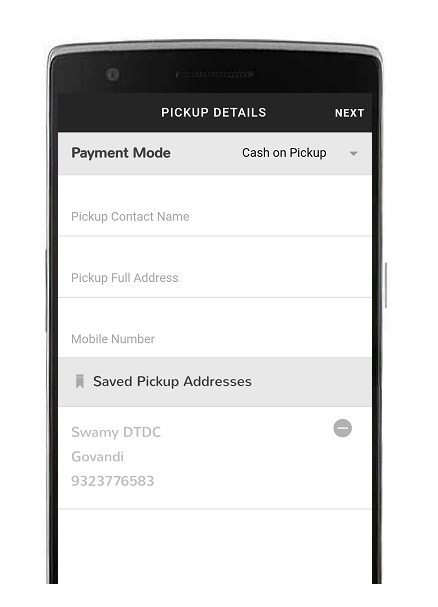 PICKUP DETAILS NEXT
Payment Mode Cash on Pickup
Pickup Contact Name
Pickup Full Address
Mobile Number
Saved Pickup Addresses
Swamy DTDC
Govandi
9323776583